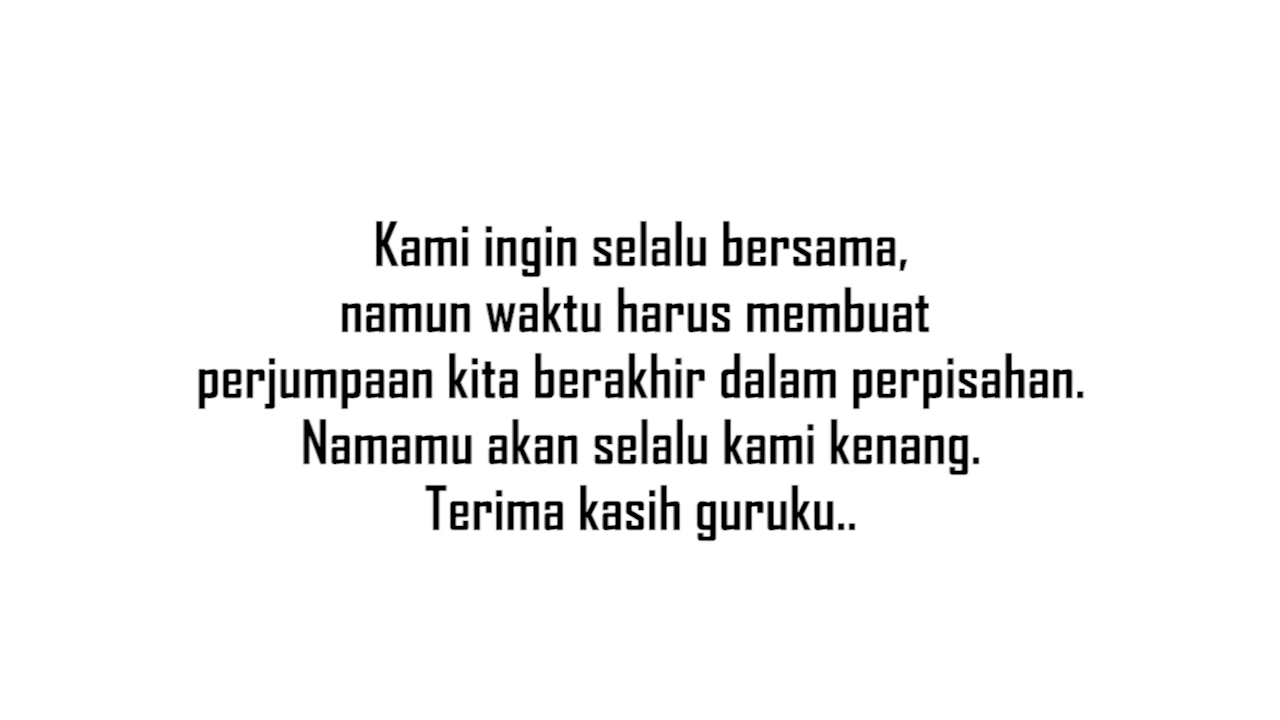 Kami ingin selalu bersama,
namun waktu harus membuat
perjumpaan kita berakhir dalam perpisahan.
Namamu akan selalu kami kenang.
Terima kasih guruku..